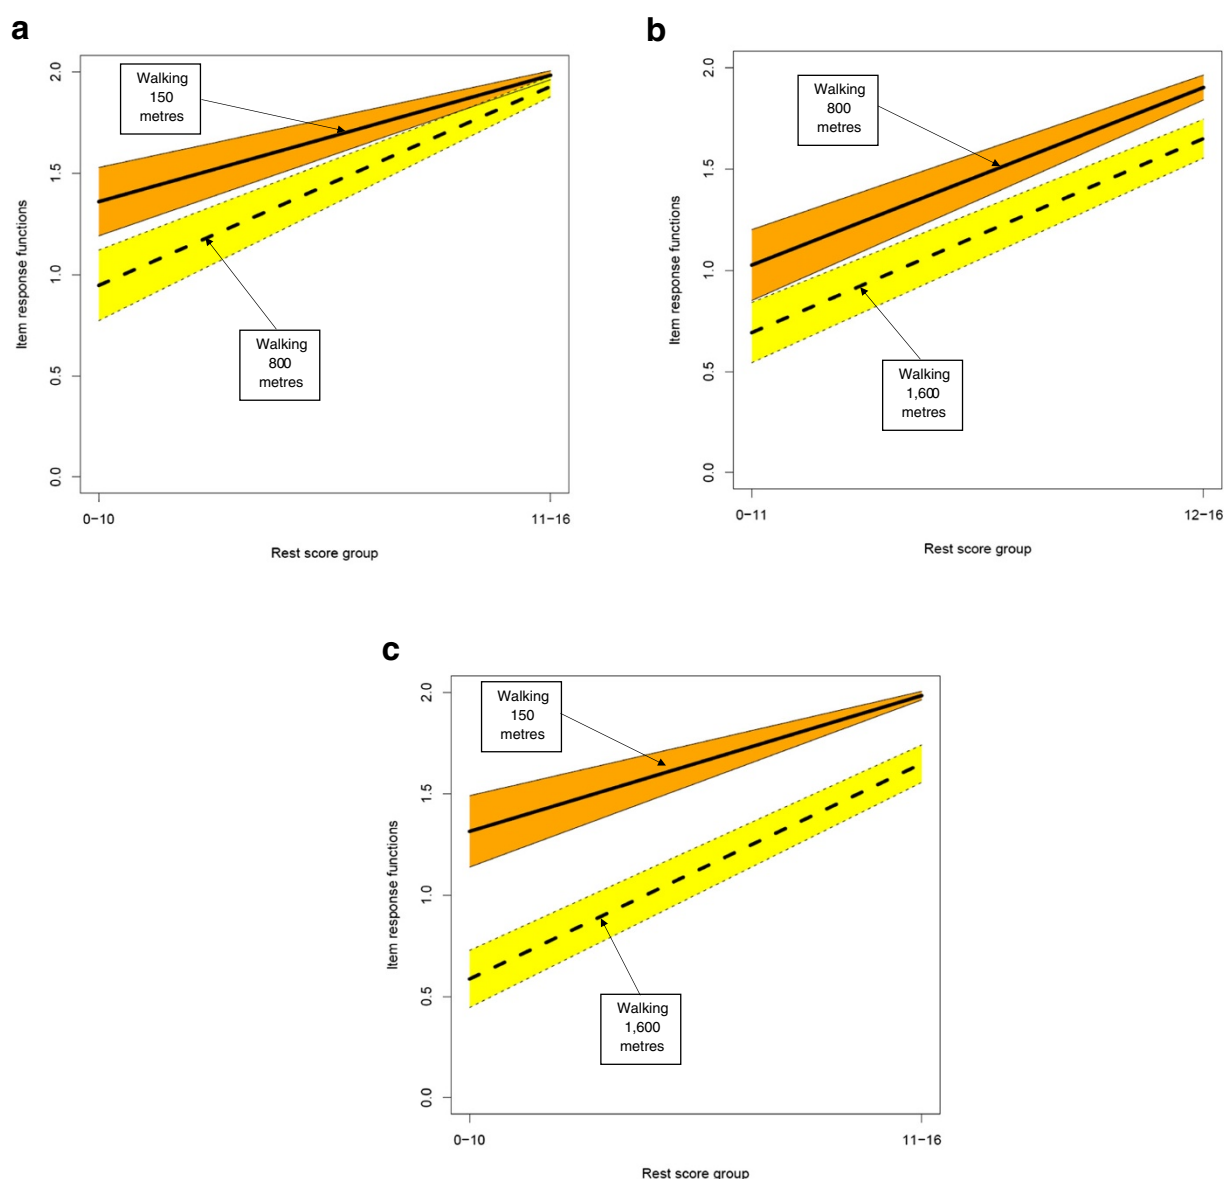 a
2.0
1.5
1.0
0.5
0.0
Item response functions
Walking
150
metres
Walking
800
metres
0−10
11−16
Rest score group
b
2.0
1.5
1.0
0.5
0.0
Item response functions
Walking
800
metres
Walking
1,600
metres
0−11
12−16
Rest score group
c
2.0
1.5
1.0
0.5
0.0
Item response functions
Walking
150
metres
Walking
1,600
metres
0−10
11−16
Rest score group